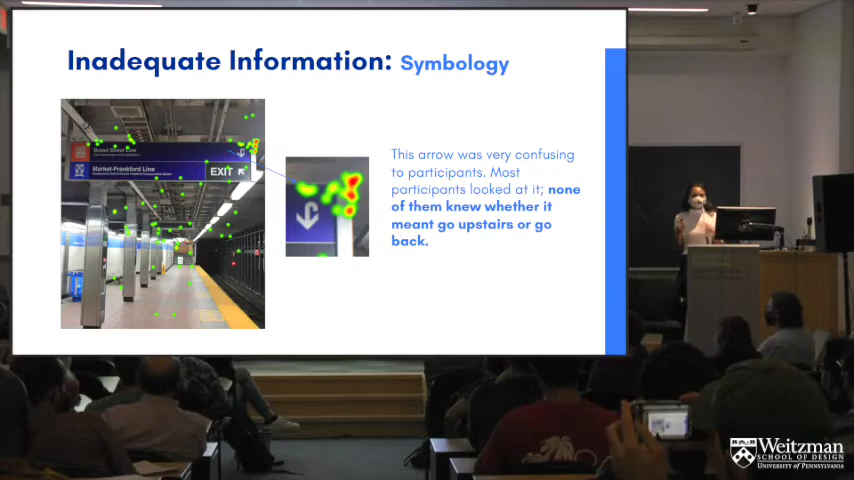 Inadequate Information: Symbology
Broad Street Line
Market-Frankford Line
EXIT
This arrow was very confusing
to participants. Most
participants looked at it; none
of them knew whether it
meant go upstairs or go
back.
Weitzman
SCHOOL OF DESIGN
UNIVERSITY OF PENNSYLVANIA